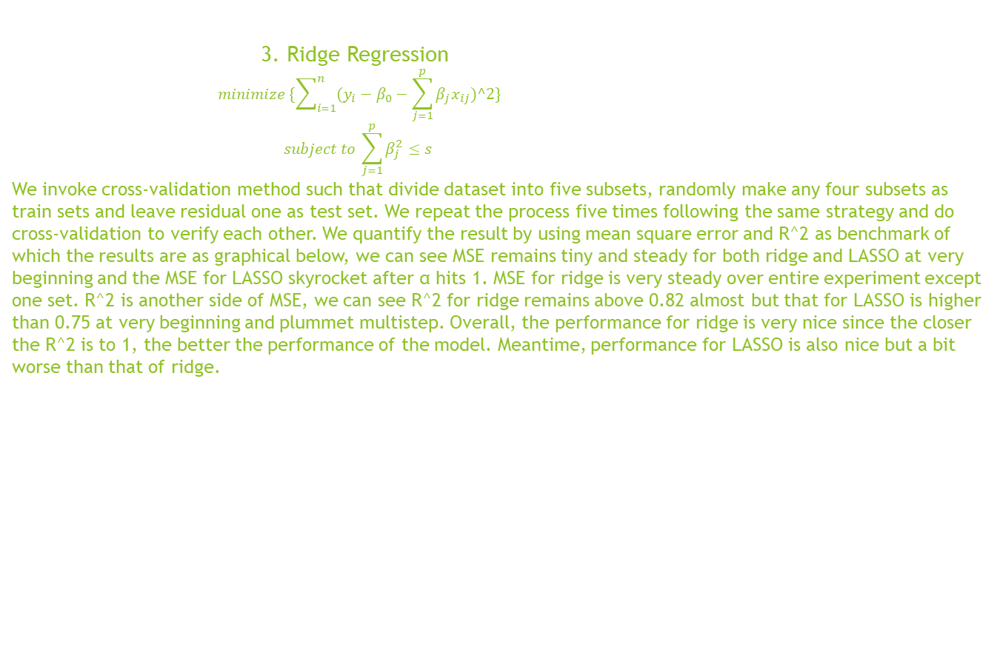 3. Ridge Regression
minimize {∑_{i=1}^{n} (y_i − β_0 − ∑_{j=1}^{p} β_j x_{ij})^2}
subject to ∑_{j=1}^{p} β_j^2 ≤ s
We invoke cross-validation method such that divide dataset into five subsets, randomly make any four subsets as
train sets and leave residual one as test set. We repeat the process five times following the same strategy and do
cross-validation to verify each other. We quantify the result by using mean square error and R^2 as benchmark of
which the results are as graphical below, we can see MSE remains tiny and steady for both ridge and LASSO at very
beginning and the MSE for LASSO skyrocket after α hits 1. MSE for ridge is very steady over entire experiment except
one set. R^2 is another side of MSE, we can see R^2 for ridge remains above 0.82 almost but that for LASSO is higher
than 0.75 at very beginning and plummet multistep. Overall, the performance for ridge is very nice since the closer
the R^2 is to 1, the better the performance of the model. Meantime, performance for LASSO is also nice but a bit
worse than that of ridge.